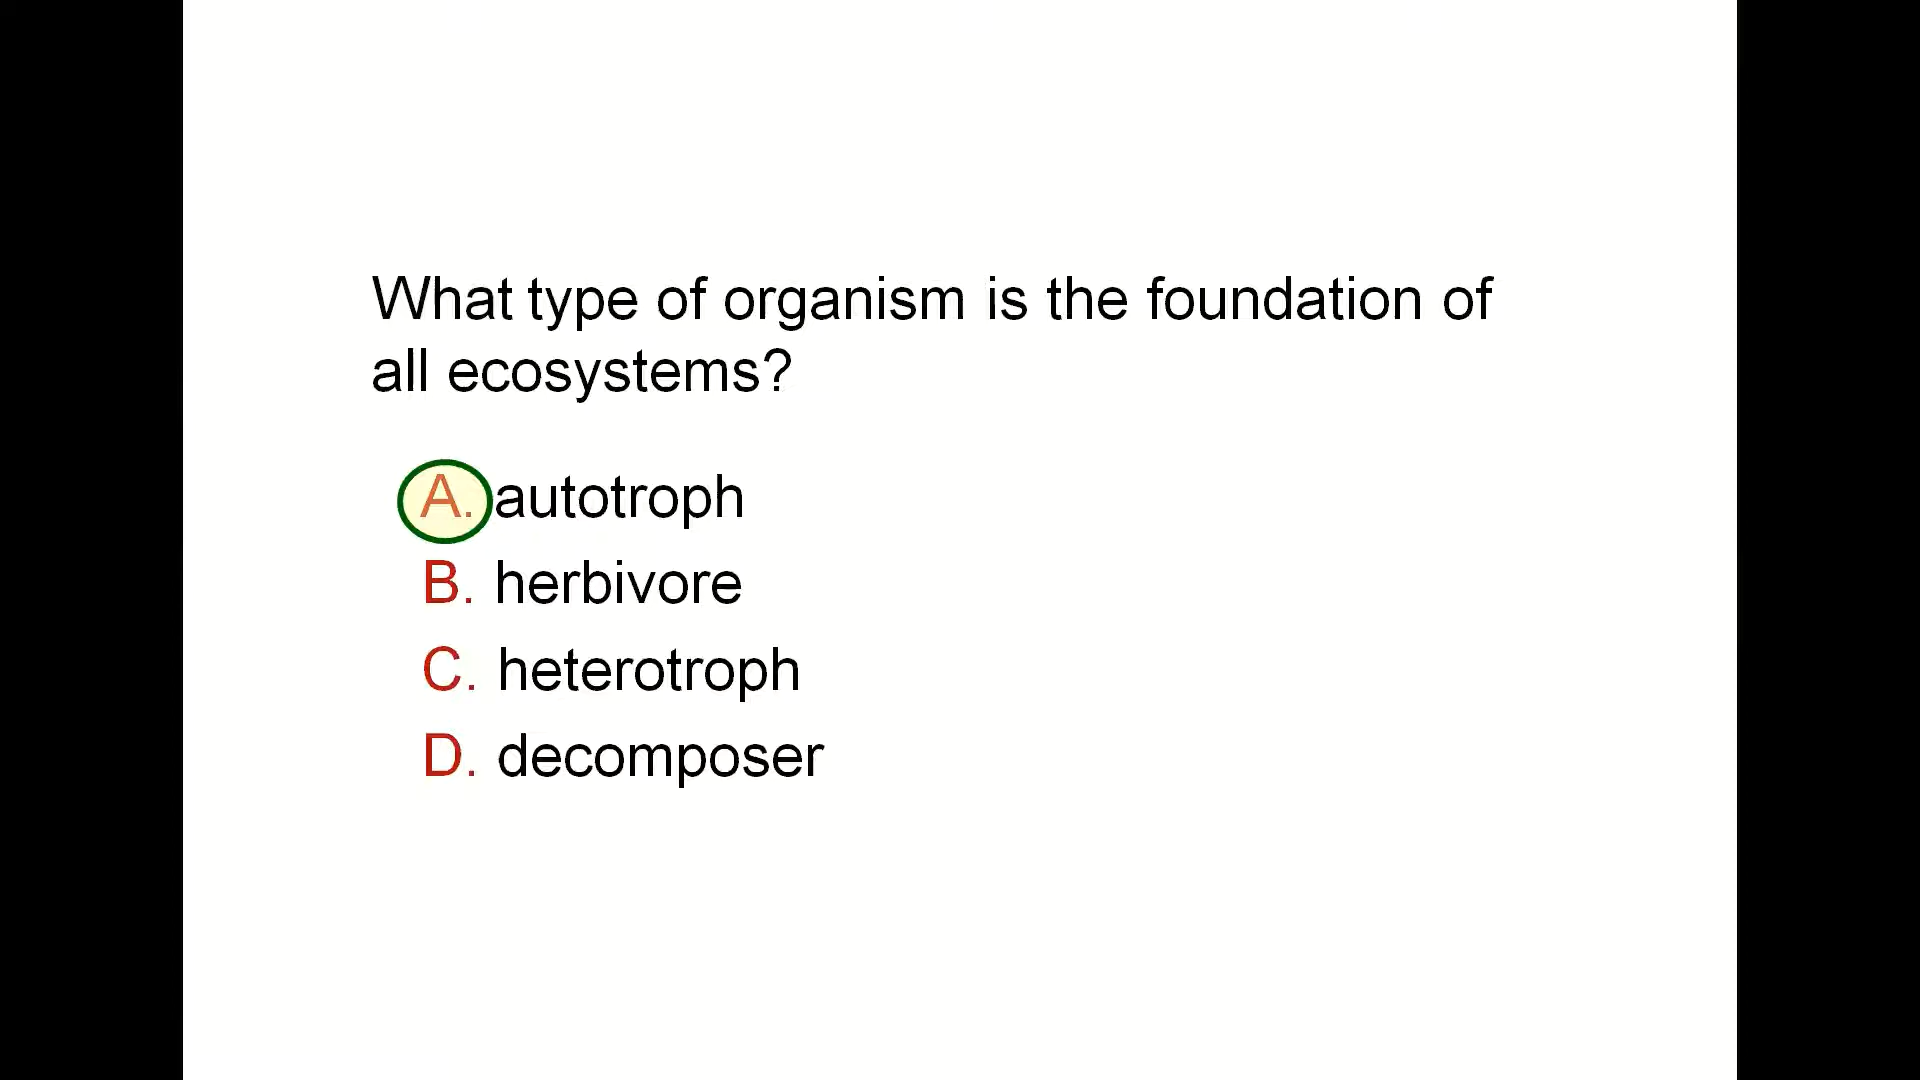 What type of organism is the foundation of
all ecosystems?
A. autotroph
B. herbivore
C. heterotroph
D. decomposer